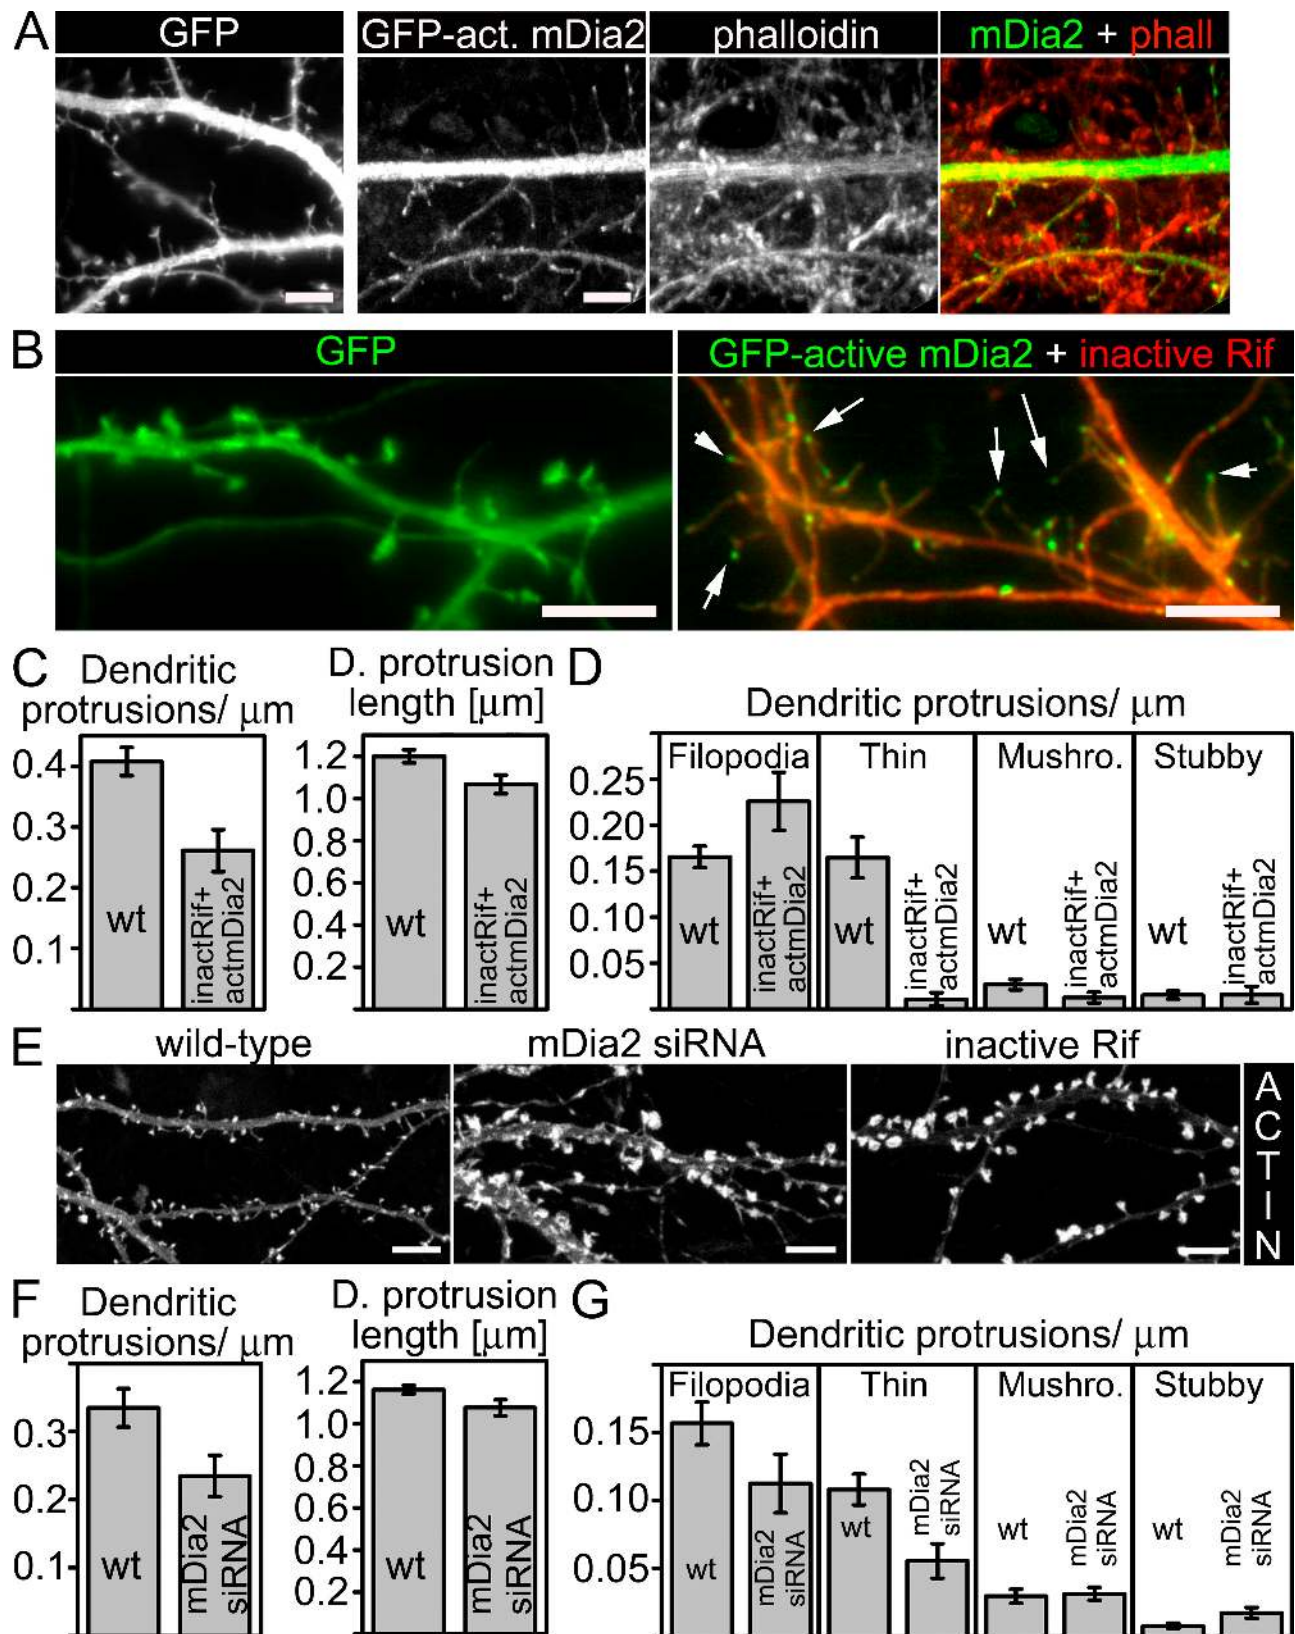 A
GFP
GFP-act. mDia2
phalloidin
mDia2 + phall
B
GFP
GFP-active mDia2 + inactive Rif
C
Dendritic
protrusions/ μm
0.4
0.3
0.2
0.1
wt
inactRif+
actmDia2
D. protrusion
length [μm]
1.2
1.0
0.8
0.6
0.4
0.2
wt
inactRif+
actmDia2
D
Dendritic protrusions/ μm
Filopodia
Thin
Mushro.
Stubby
0.25
0.20
0.15
0.10
0.05
wt
inactRif+
actmDia2
wt
inactRif+
actmDia2
wt
inactRif+
actmDia2
wt
inactRif+
actmDia2
E
wild-type
mDia2 siRNA
inactive Rif
A
C
T
I
N
F
Dendritic
protrusions/ μm
0.3
0.2
0.1
wt
mDia2
siRNA
D. protrusion
length [μm]
1.2
1.0
0.8
0.6
0.4
0.2
wt
mDia2
siRNA
G
Dendritic protrusions/ μm
Filopodia
Thin
Mushro.
Stubby
0.15
0.10
0.05
wt
mDia2
siRNA
wt
mDia2
siRNA
wt
mDia2
siRNA
wt
mDia2
siRNA